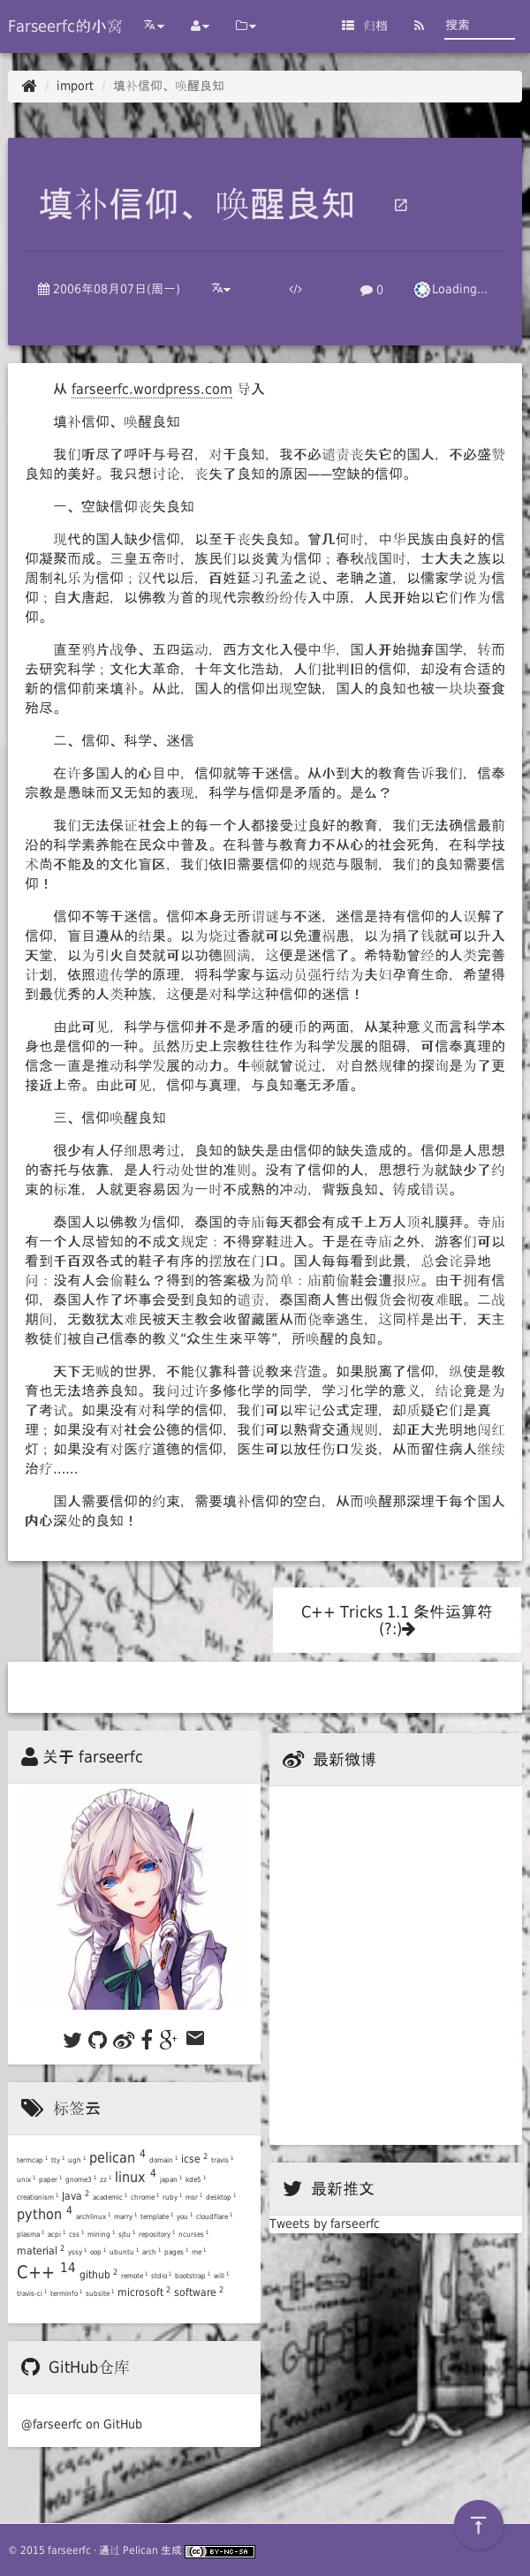 Farseerfc的小窝
归档
搜索
import / 填补信仰、唤醒良知
填补信仰、唤醒良知
2006年08月07日(周一)
0
Loading...
从 farseerfc.wordpress.com 导入
填补信仰、唤醒良知
我们听尽了呼吁与号召，对于良知，我不必谴责丧失它的国人，不必盛赞
良知的美好。我只想讨论，丧失了良知的原因——空缺的信仰。
一、空缺信仰丧失良知
现代的国人缺少信仰，以至于丧失良知。曾几何时，中华民族由良好的信
仰凝聚而成。三皇五帝时，族民们以炎黄为信仰；春秋战国时，士大夫之族以
周制礼乐为信仰；汉代以后，百姓延习孔孟之说、老聃之道，以儒家学说为信
仰；自大唐起，以佛教为首的现代宗教纷纷传入中原，人民开始以它们作为信
仰。
直至鸦片战争、五四运动，西方文化入侵中华，国人开始抛弃国学，转而
去研究科学；文化大革命，十年文化浩劫，人们批判旧的信仰，却没有合适的
新的信仰前来填补。从此，国人的信仰出现空缺，国人的良知也被一块块蚕食
殆尽。
二、信仰、科学、迷信
在许多国人的心目中，信仰就等于迷信。从小到大的教育告诉我们，信奉
宗教是愚昧而又无知的表现，科学与信仰是矛盾的。是么？
我们无法保证社会上的每一个人都接受过良好的教育，我们无法确信最前
沿的科学素养能在民众中普及。在科普与教育力不从心的社会死角，在科学技
术尚不能及的文化盲区，我们依旧需要信仰的规范与限制，我们的良知需要信
仰！
信仰不等于迷信。信仰本身无所谓谜与不迷，迷信是持有信仰的人误解了
信仰，盲目遵从的结果。以为烧过香就可以免遭祸患，以为捐了钱就可以升入
天堂，以为引火自焚就可以功德圆满，这便是迷信了。希特勒曾经的人类完善
计划，依照遗传学的原理，将科学家与运动员强行结为夫妇孕育生命，希望得
到最优秀的人类种族，这便是对科学这种信仰的迷信！
由此可见，科学与信仰并不是矛盾的硬币的两面，从某种意义而言科学本
身也是信仰的一种。虽然历史上宗教往往作为科学发展的阻碍，可信奉真理的
信念一直是推动科学发展的动力。牛顿就曾说过，对自然规律的探询是为了更
接近上帝。由此可见，信仰与真理，与良知毫无矛盾。
三、信仰唤醒良知
很少有人仔细思考过，良知的缺失是由信仰的缺失造成的。信仰是人思想
的寄托与依靠，是人行动处世的准则。没有了信仰的人，思想行为就缺少了约
束的标准，人就更容易因为一时不成熟的冲动，背叛良知、铸成错误。
泰国人以佛教为信仰，泰国的寺庙每天都会有成千上万人顶礼膜拜。寺庙
有一个人尽皆知的不成文规定：不得穿鞋进入。于是在寺庙之外，游客们可以
看到千百双各式的鞋子有序的摆放在门口。国人每每看到此景，总会诧异地
问：没有人会偷鞋么？得到的答案极为简单：庙前偷鞋会遭报应。由于拥有信
仰，泰国人作了坏事会受到良知的谴责，泰国商人售出假货会彻夜难眠。二战
期间，无数犹太难民被天主教会收留藏匿从而侥幸逃生，这同样是出于，天主
教徒们被自己信奉的教义“众生生来平等”，所唤醒的良知。
天下无贼的世界，不能仅靠科普说教来营造。如果脱离了信仰，纵使是教
育也无法培养良知。我问过许多修化学的同学，学习化学的意义，结论竟是为
了考试。如果没有对科学的信仰，我们可以牢记公式定理，却质疑它们是真
理；如果没有对社会公德的信仰，我们可以熟背交通规则，却正大光明地闯红
灯；如果没有对医疗道德的信仰，医生可以放任伤口发炎，从而留住病人继续
治疗……
国人需要信仰的约束，需要填补信仰的空白，从而唤醒那深埋于每个国人
内心深处的良知！
C++ Tricks 1.1 条件运算符
(?:)
关于 farseerfc
最新微博
标签云
termcap 1 tty 1 ugh 1 pelican 4 domain 1 icse 2 travis 1
unix 1 paper 1 gnome3 1 zz 1 linux 4 japan 1 kde5 1
creationism 1 Java 2 academic 1 chrome 1 ruby 1 msr 1 desktop 1
python 4 archlinux 1 marry 1 template 1 you 1 cloudflare 1
plasma 1 acpi 1 css 1 mining 1 sjtu 1 repository 1 ncurses 1
material 2 yssy 1 oop 1 ubuntu 1 arch 1 pages 1 me 1
C++ 14 github 2 remote 1 stdio 1 bootstrap 1 will 1
travis-ci 1 terminfo 1 subsite 1 microsoft 2 software 2
最新推文
Tweets by farseerfc
GitHub仓库
@farseerfc on GitHub
© 2015 farseerfc · 通过 Pelican 生成 CC BY-NC-SA